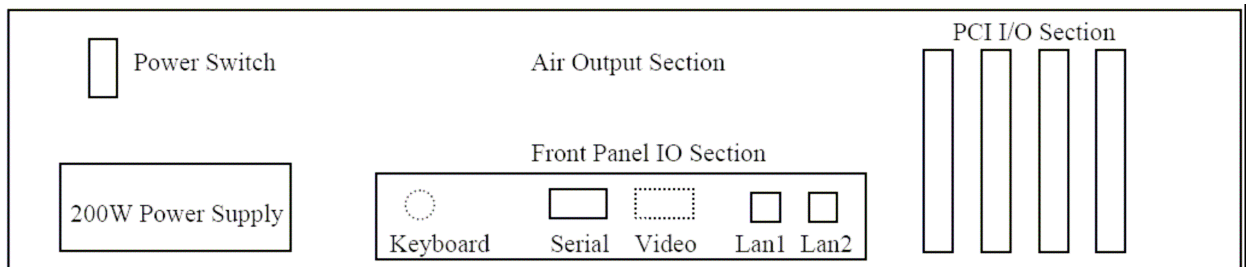 PCI I/O Section
Power Switch
Air Output Section
Front Panel IO Section
200W Power Supply
Keyboard
Serial
Video
Lan1
Lan2